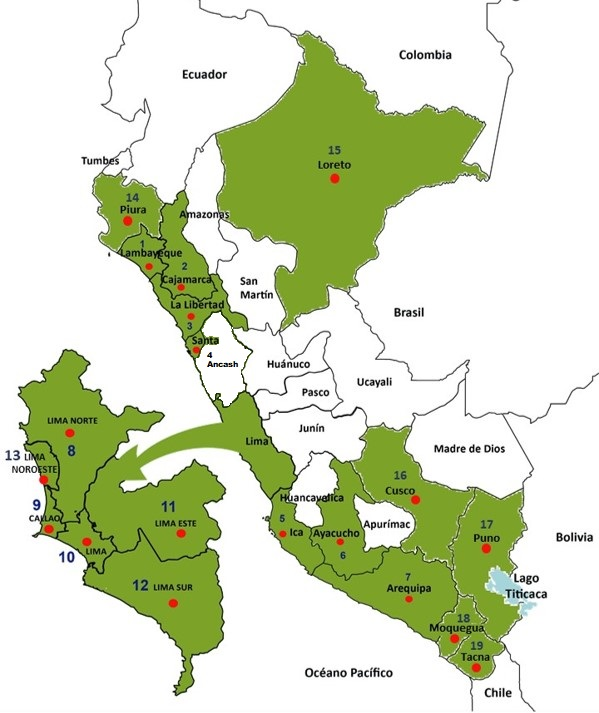 Colombia
Ecuador
15
Loreto
Tumbes
14
Piura
Amazonas
1
Lambayeque
2
Cajamarca
San
Martín
La Libertad
3
Brasil
Santa
4
Ancash
Huánuco
Ucayali
Pasco
Junín
Lima
Madre de Dios
LIMA NORTE
8
13 LIMA
NOROESTE
16
Cusco
Huancavelica
9
CALLAO
11
LIMA ESTE
5
Ica
Ayacucho
6
Apurímac
17
Puno
Bolivia
10
LIMA
12 LIMA SUR
7
Arequipa
Lago
Titicaca
18
Moquegua
19
Tacna
Océano Pacífico
Chile